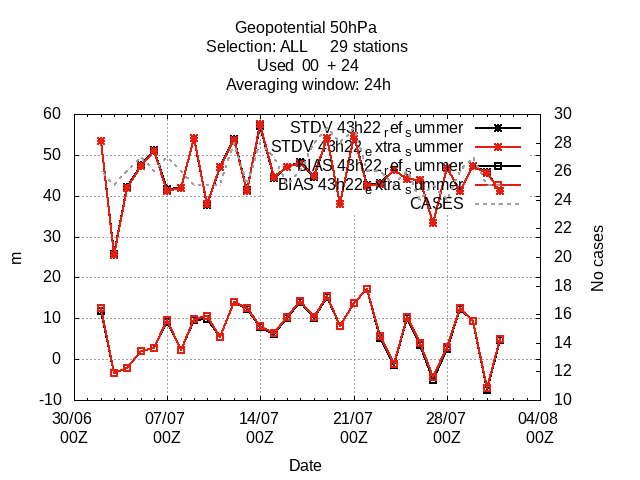 Geopotential 50hPa
Selection: ALL 29 stations
Used 00 + 24
Averaging window: 24h
60 30
STDV 43h22_ref_summer
28
STDV 43h22_extra_summer
50
BIAS 43h22_ref_summer
26
BIAS 43h22_extra_summer
40
24
CASES
30 22
20 20
18
10 16
14
0
12
-10 10
m
No cases
30/06 07/07 14/07 21/07 28/07 04/08
00Z 00Z 00Z 00Z 00Z 00Z
Date